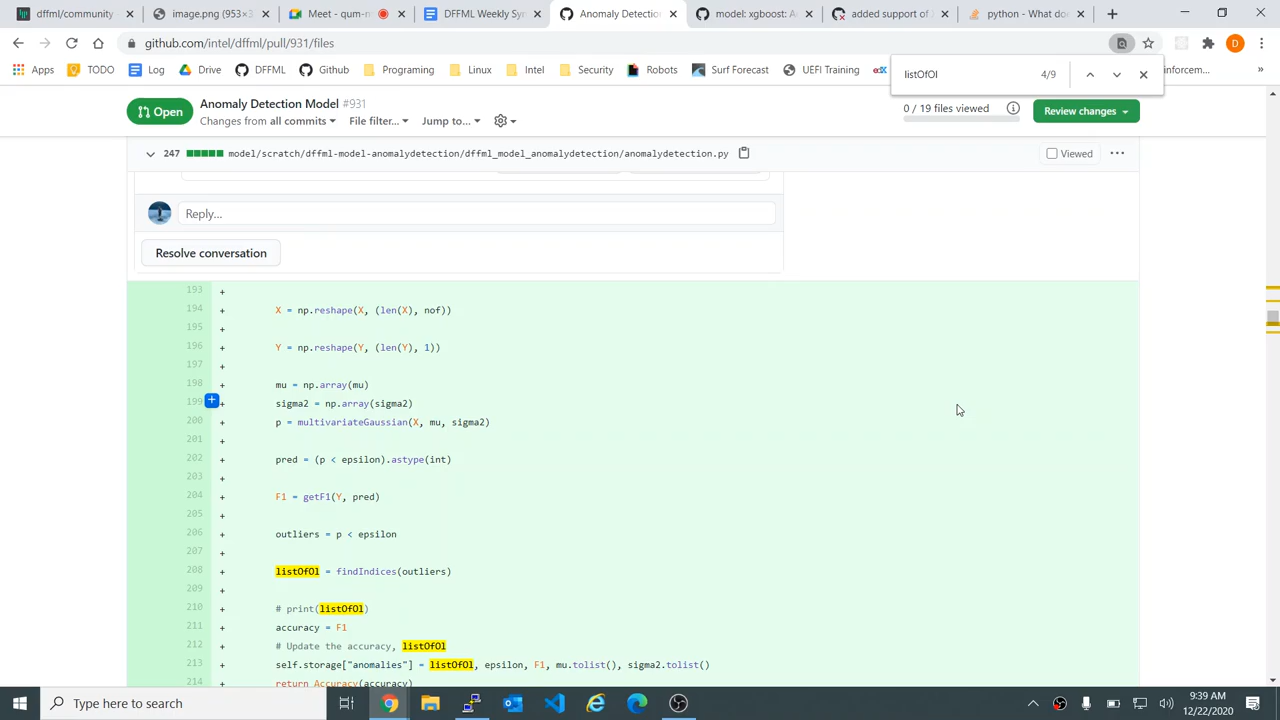 dffml/community -
image.png (953×3
Meet - qum-m
DFFML Weekly Syn
Anomaly Detectio
model: xgboost: A
added support of X
python - What doe
github.com/intel/dffml/pull/931/files
D
Apps
TODO
Log
Driver
DFFML
Github
Programing
Linux
Intel
Security
Robots
Surf Forecast
UEFI Training
inforcem...
»
listOfOl
4/9
Open
Anomaly Detection Model #931
Changes from all commits
File filter...
Jump to...
0 / 19 files viewed
Review changes
247
model/scratch/dffml-model-anomalydetection/dffml_model_anomalydetection/anomalydetection.py
Viewed
Reply...
Resolve conversation
193 +
194 + X = np.reshape(X, (len(X), nof))
195 +
196 + Y = np.reshape(Y, (len(Y), 1))
197 +
198 + mu = np.array(mu)
199 + sigma2 = np.array(sigma2)
200 + p = multivariateGaussian(X, mu, sigma2)
201 +
202 + pred = (p < epsilon).astype(int)
203 +
204 + F1 = getF1(Y, pred)
205 +
206 + outliers = p < epsilon
207 +
208 + listOfOl = findIndices(outliers)
209 +
210 + # print(listOfOl)
211 + accuracy = F1
212 + # Update the accuracy, listOfOl
213 + self.storage["anomalies"] = listOfOl, epsilon, F1, mu.tolist(), sigma2.tolist()
214 + return Accuracy(accuracy)
Type here to search
9:39 AM
12/22/2020